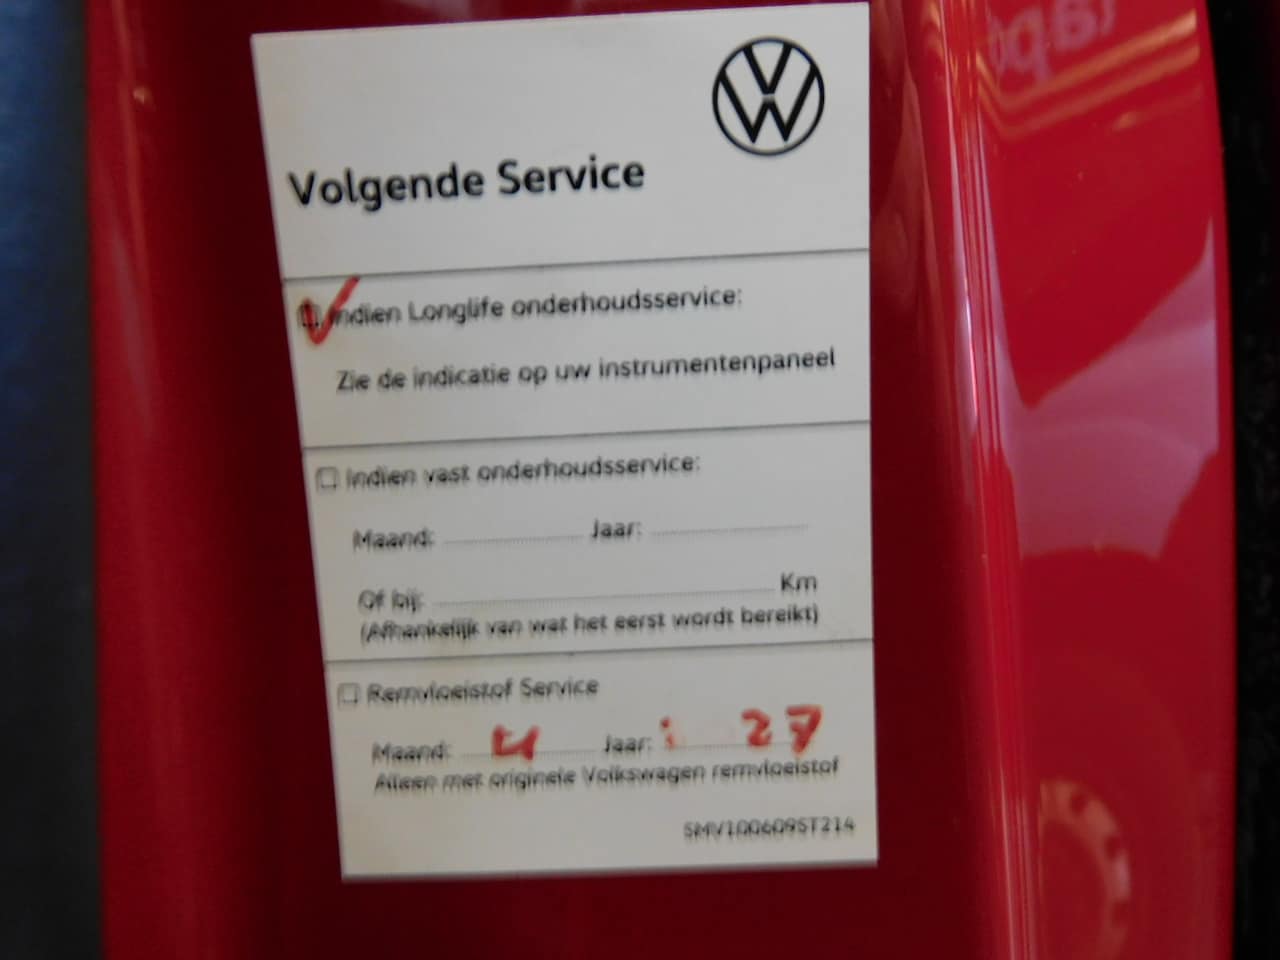 Volgende Service
Indien Longlife onderhoudsservice:
Zie de indicatie op uw instrumentenpaneel
Indien vast onderhoudsservice:
Maand: Jaar:
Of bij: Km
(Afhankelijk van wat het eerst wordt bereikt)
Remvloeistof Service
Maand: 4 Jaar: 27
Alleen met originele Volkswagen remvloeistof
5MV1006095T214